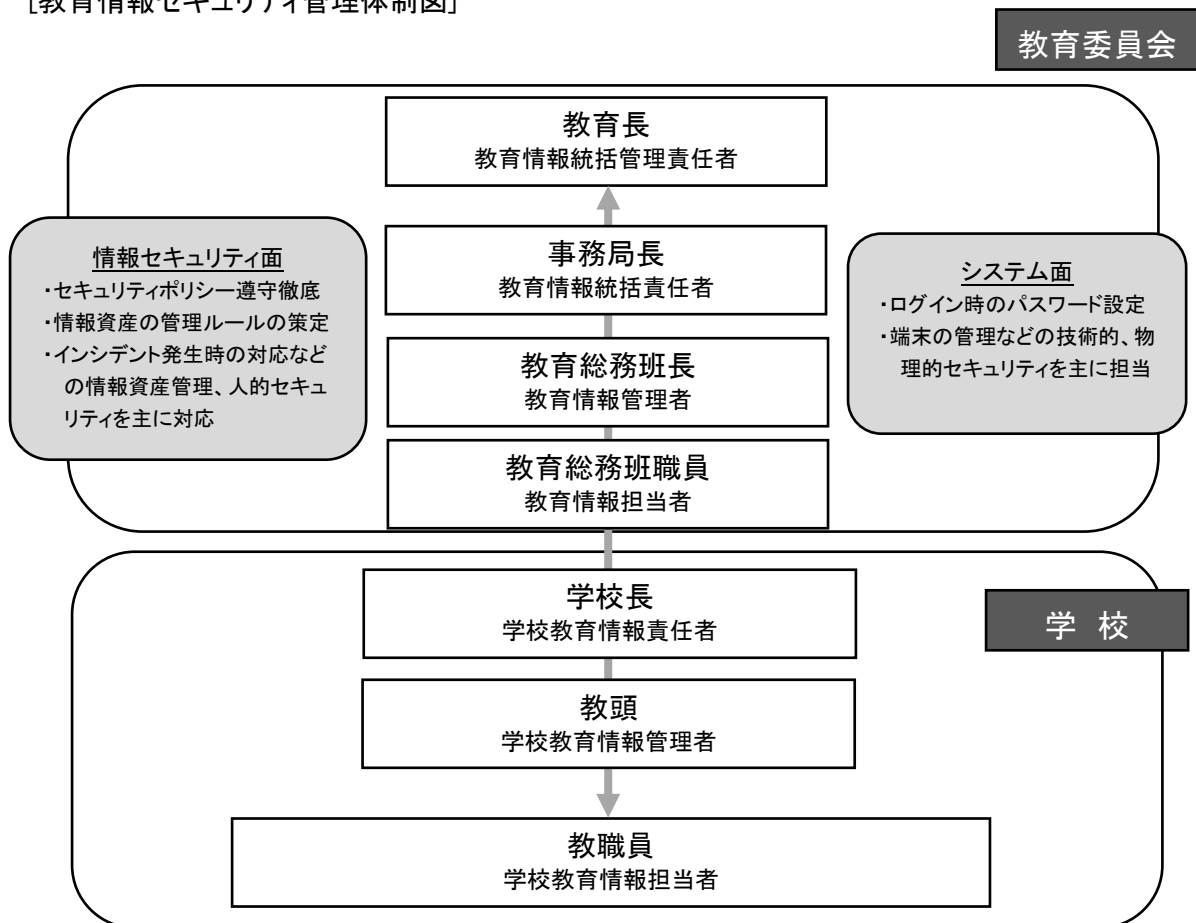 [教育情報セキュリティ管理体制図]
教育委員会
教育長
教育情報統括管理責任者
事務局長
教育情報統括責任者
教育総務班長
教育情報管理者
教育総務班職員
教育情報担当者
情報セキュリティ面
・セキュリティポリシー遵守徹底
・情報資産の管理ルールの策定
・インシデント発生時の対応など
の情報資産管理、人的セキュ
リティを主に対応
システム面
・ログイン時のパスワード設定
・端末の管理などの技術的、物
理的セキュリティを主に担当
学 校
学校長
学校教育情報責任者
教頭
学校教育情報管理者
教職員
学校教育情報担当者